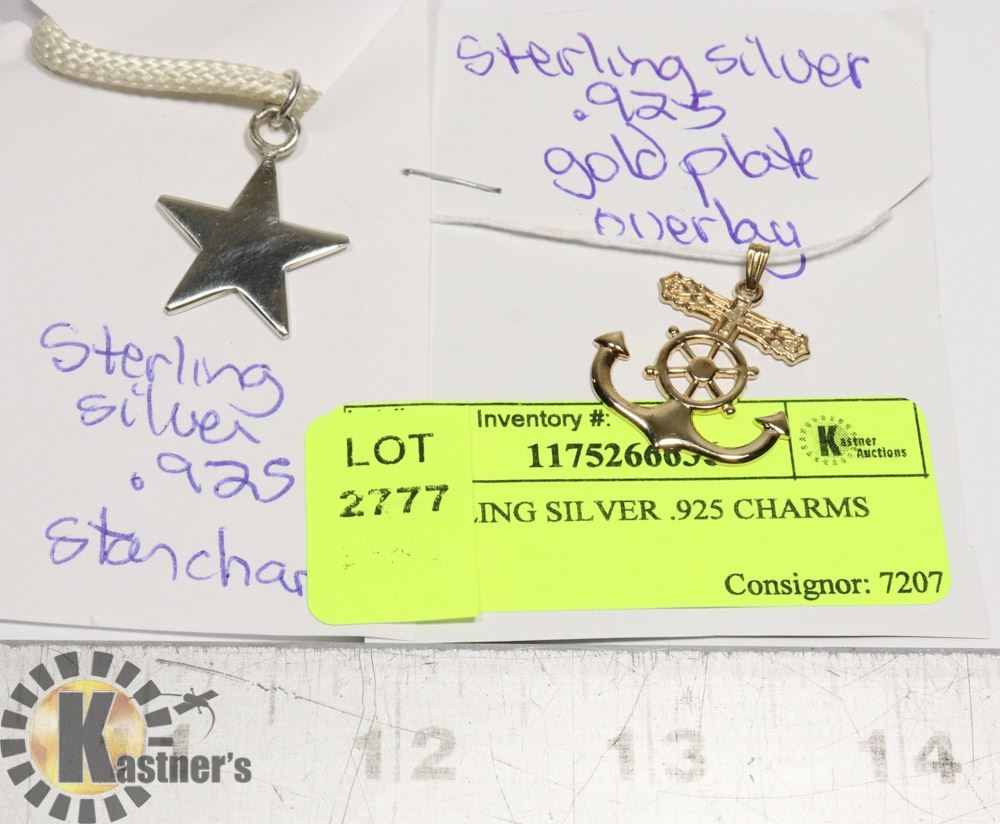 Sterling silver
.925
gold plate
overlay
Sterling
silver
.925
Star char
LOT
2777
Inventory #:
11752666
Kastner
Auctions
LING SILVER .925 CHARMS
Consignor: 7207
12
13
14
Kastner's